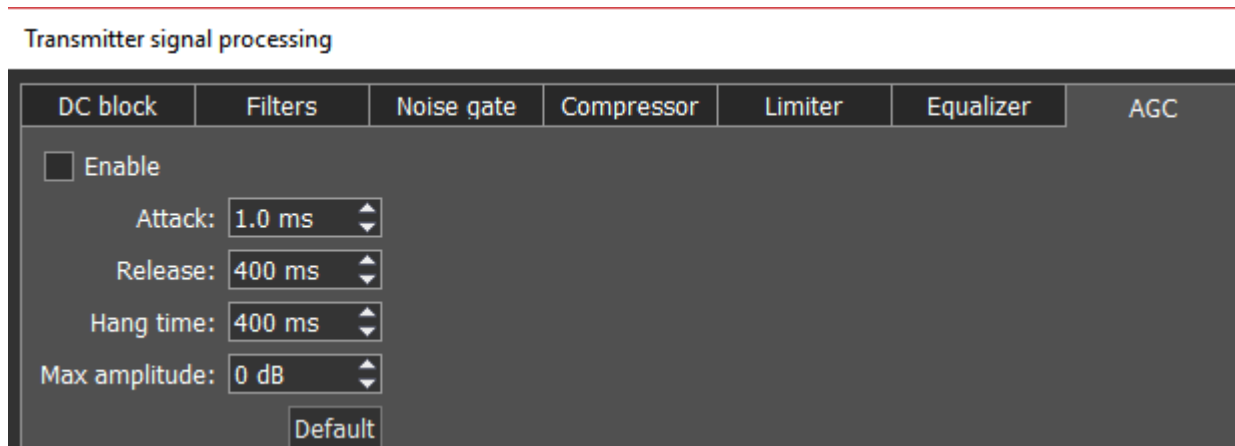 Transmitter signal processing
DC block Filters Noise gate Compressor Limiter Equalizer AGC
Enable
Attack: 1.0 ms
Release: 400 ms
Hang time: 400 ms
Max amplitude: 0 dB
Default